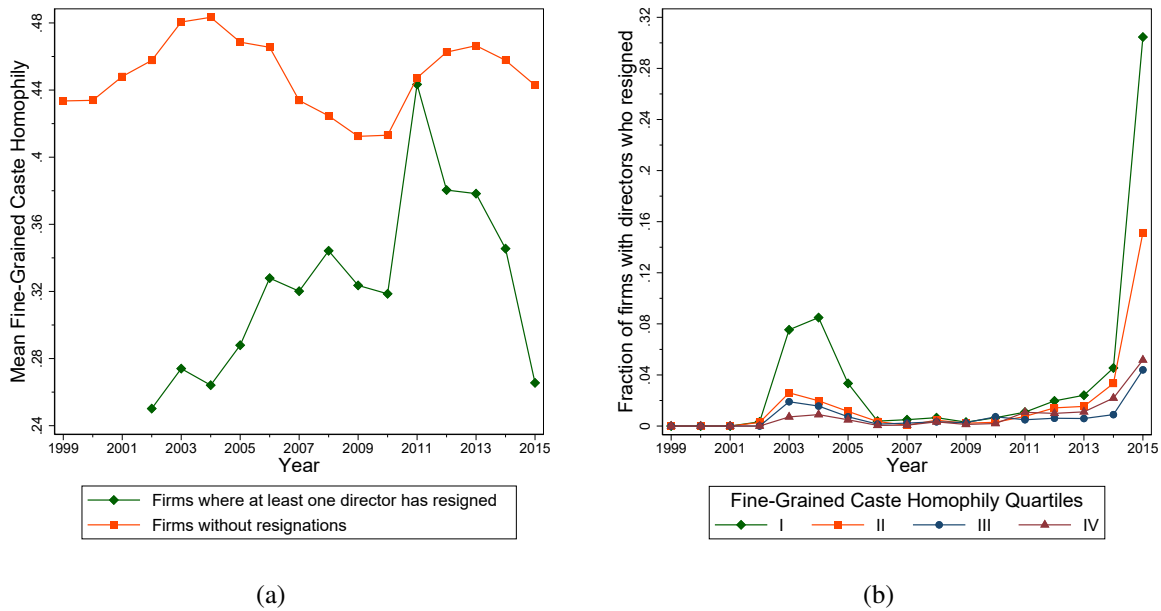 Mean Fine-Grained Caste Homophily
.48
.44
.4
.36
.32
.28
.24
1999 2001 2003 2005 2007 2009 2011 2013 2015
Year
Firms where at least one director has resigned
Firms without resignations
(a)
Fraction of firms with directors who resigned
.32
.28
.24
.2
.16
.12
.08
.04
0
1999 2001 2003 2005 2007 2009 2011 2013 2015
Year
Fine-Grained Caste Homophily Quartiles
I II III IV
(b)